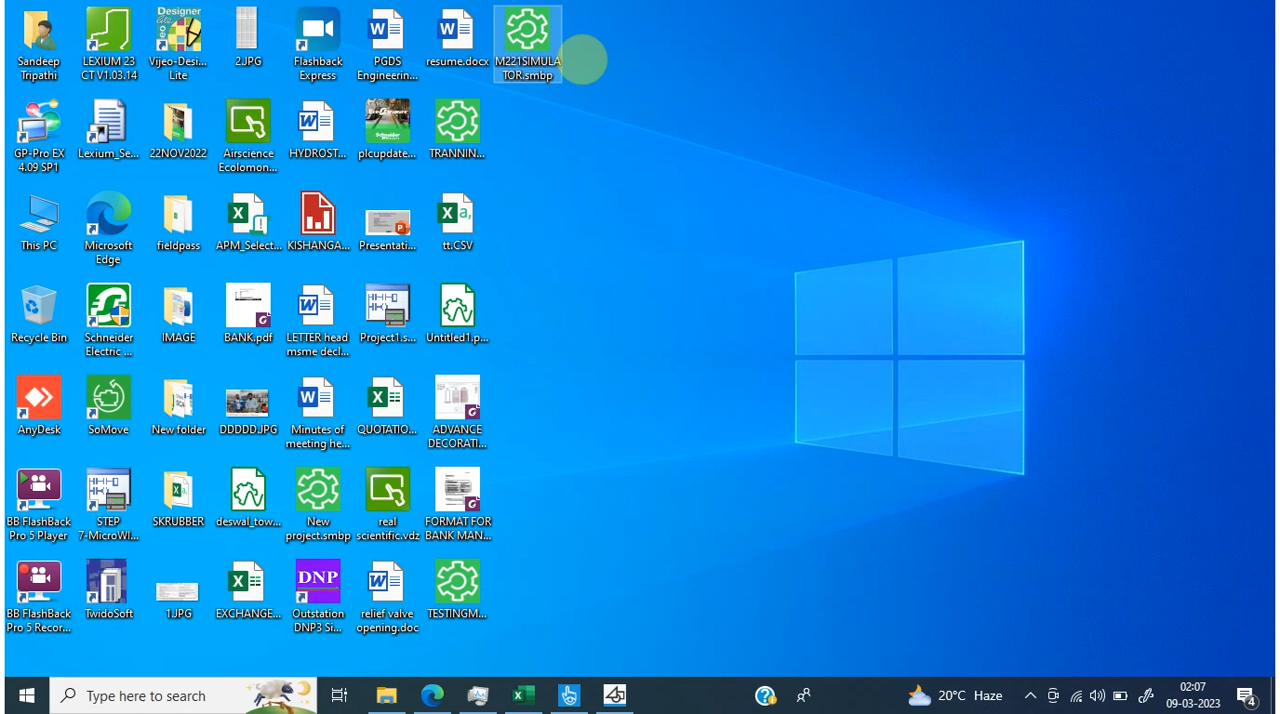 Sandeep
Tripathi
LEXIUM 23
CT V1.03.14
Designer
Vijeo-Desi...
Lite
2.JPG
Flashback
Express
PGDS
Engineerin...
resume.docx
M221SIMULA
TOR.smbp
GP-Pro EX
4.09 SP1
Lexium_Se...
22NOV2022
Airscience
Ecolomon...
HYDROST...
plcupdate...
TRANNIN...
This PC
Microsoft
Edge
fieldpass
APM_Select...
KISHANGA...
Presentati...
tt.CSV
Recycle Bin
Schneider
Electric ...
IMAGE
BANK.pdf
LETTER head
msme decl...
Project1.s...
Untitled1.p...
AnyDesk
SoMove
New folder
DDDDD.JPG
Minutes of
meeting he...
QUOTATIO...
ADVANCE
DECORATI...
BB FlashBack
Pro 5 Player
STEP
7-MicroWI...
SKRUBBER
deswal_tow...
New
project.smbp
real
scientific.vdz
FORMAT FOR
BANK MAN...
BB FlashBack
Pro 5 Recor...
TwidoSoft
1.JPG
EXCHANGE...
DNP
Outstation
DNP3 Si...
relief valve
opening.doc
TESTINGM...
Type here to search
20°C Haze
02:07
09-03-2023
4